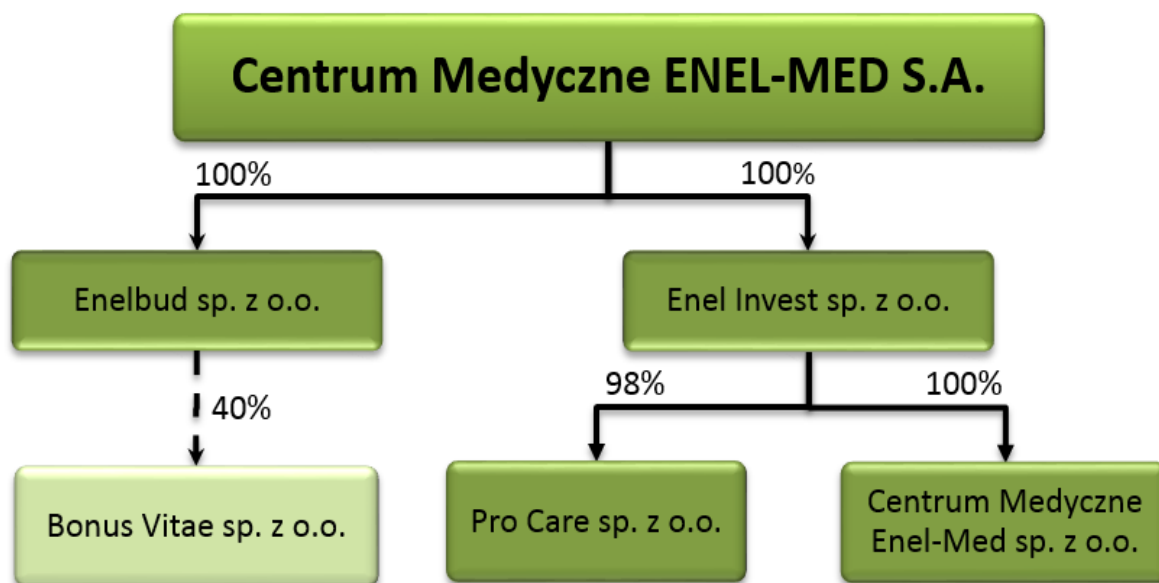 Centrum Medyczne ENEL-MED S.A.
100%
100%
Enelbud sp. z o.o.
Enel Invest sp. z o.o.
40%
98%
100%
Bonus Vitae sp. z o.o.
Pro Care sp. z o.o.
Centrum Medyczne
Enel-Med sp. z o.o.